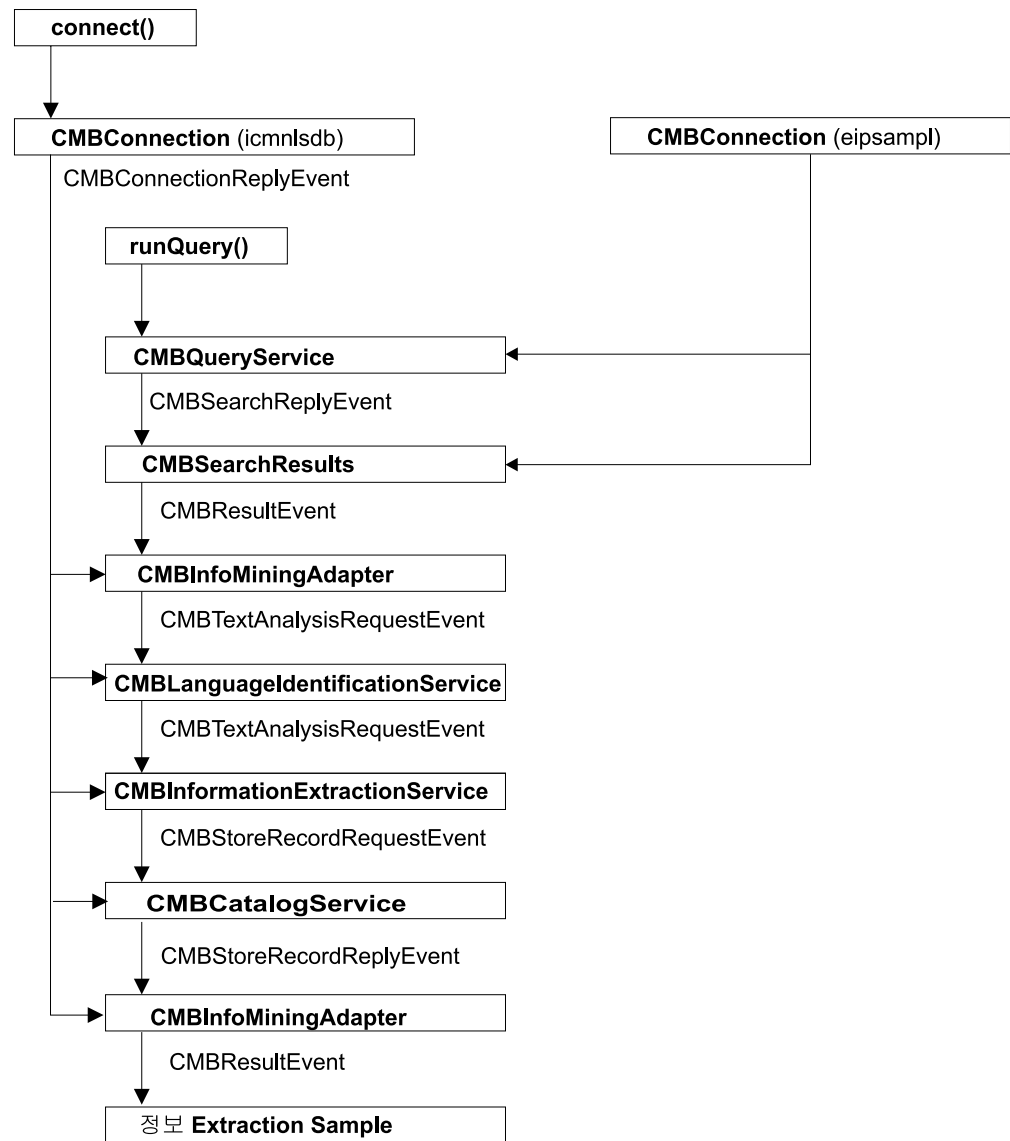 connect()
CMBConnection (icmnlsdb)
CMBConnection (eipsampl)
CMBConnectionReplyEvent
runQuery()
CMBQueryService
CMBSearchReplyEvent
CMBSearchResults
CMBResultEvent
CMBInfoMiningAdapter
CMBTextAnalysisRequestEvent
CMBLanguageIdentificationService
CMBTextAnalysisRequestEvent
CMBInformationExtractionService
CMBStoreRecordRequestEvent
CMBCatalogService
CMBStoreRecordReplyEvent
CMBInfoMiningAdapter
CMBResultEvent
정보 Extraction Sample